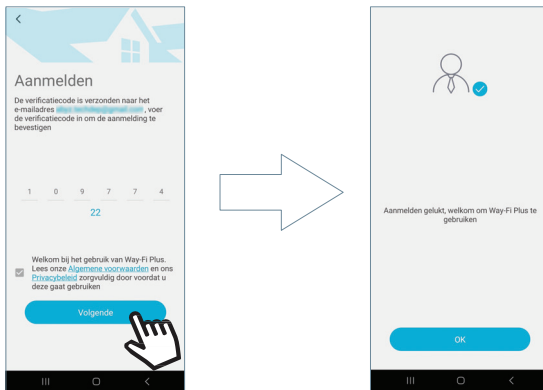 Aanmelden
De verificatiecode is verzonden naar het
e-mailadres , voer
de verificatiecode in om de aanmelding te
bevestigen
1 0 9 7 7 4
22
Welkom bij het gebruik van Way-Fi Plus.
Lees onze Algemene voorwaarden en ons
Privacybeleid zorgvuldig door voordat u
deze gaat gebruiken
Volgende
Aanmelden gelukt, welkom om Way-Fi Plus te
gebruiken
OK